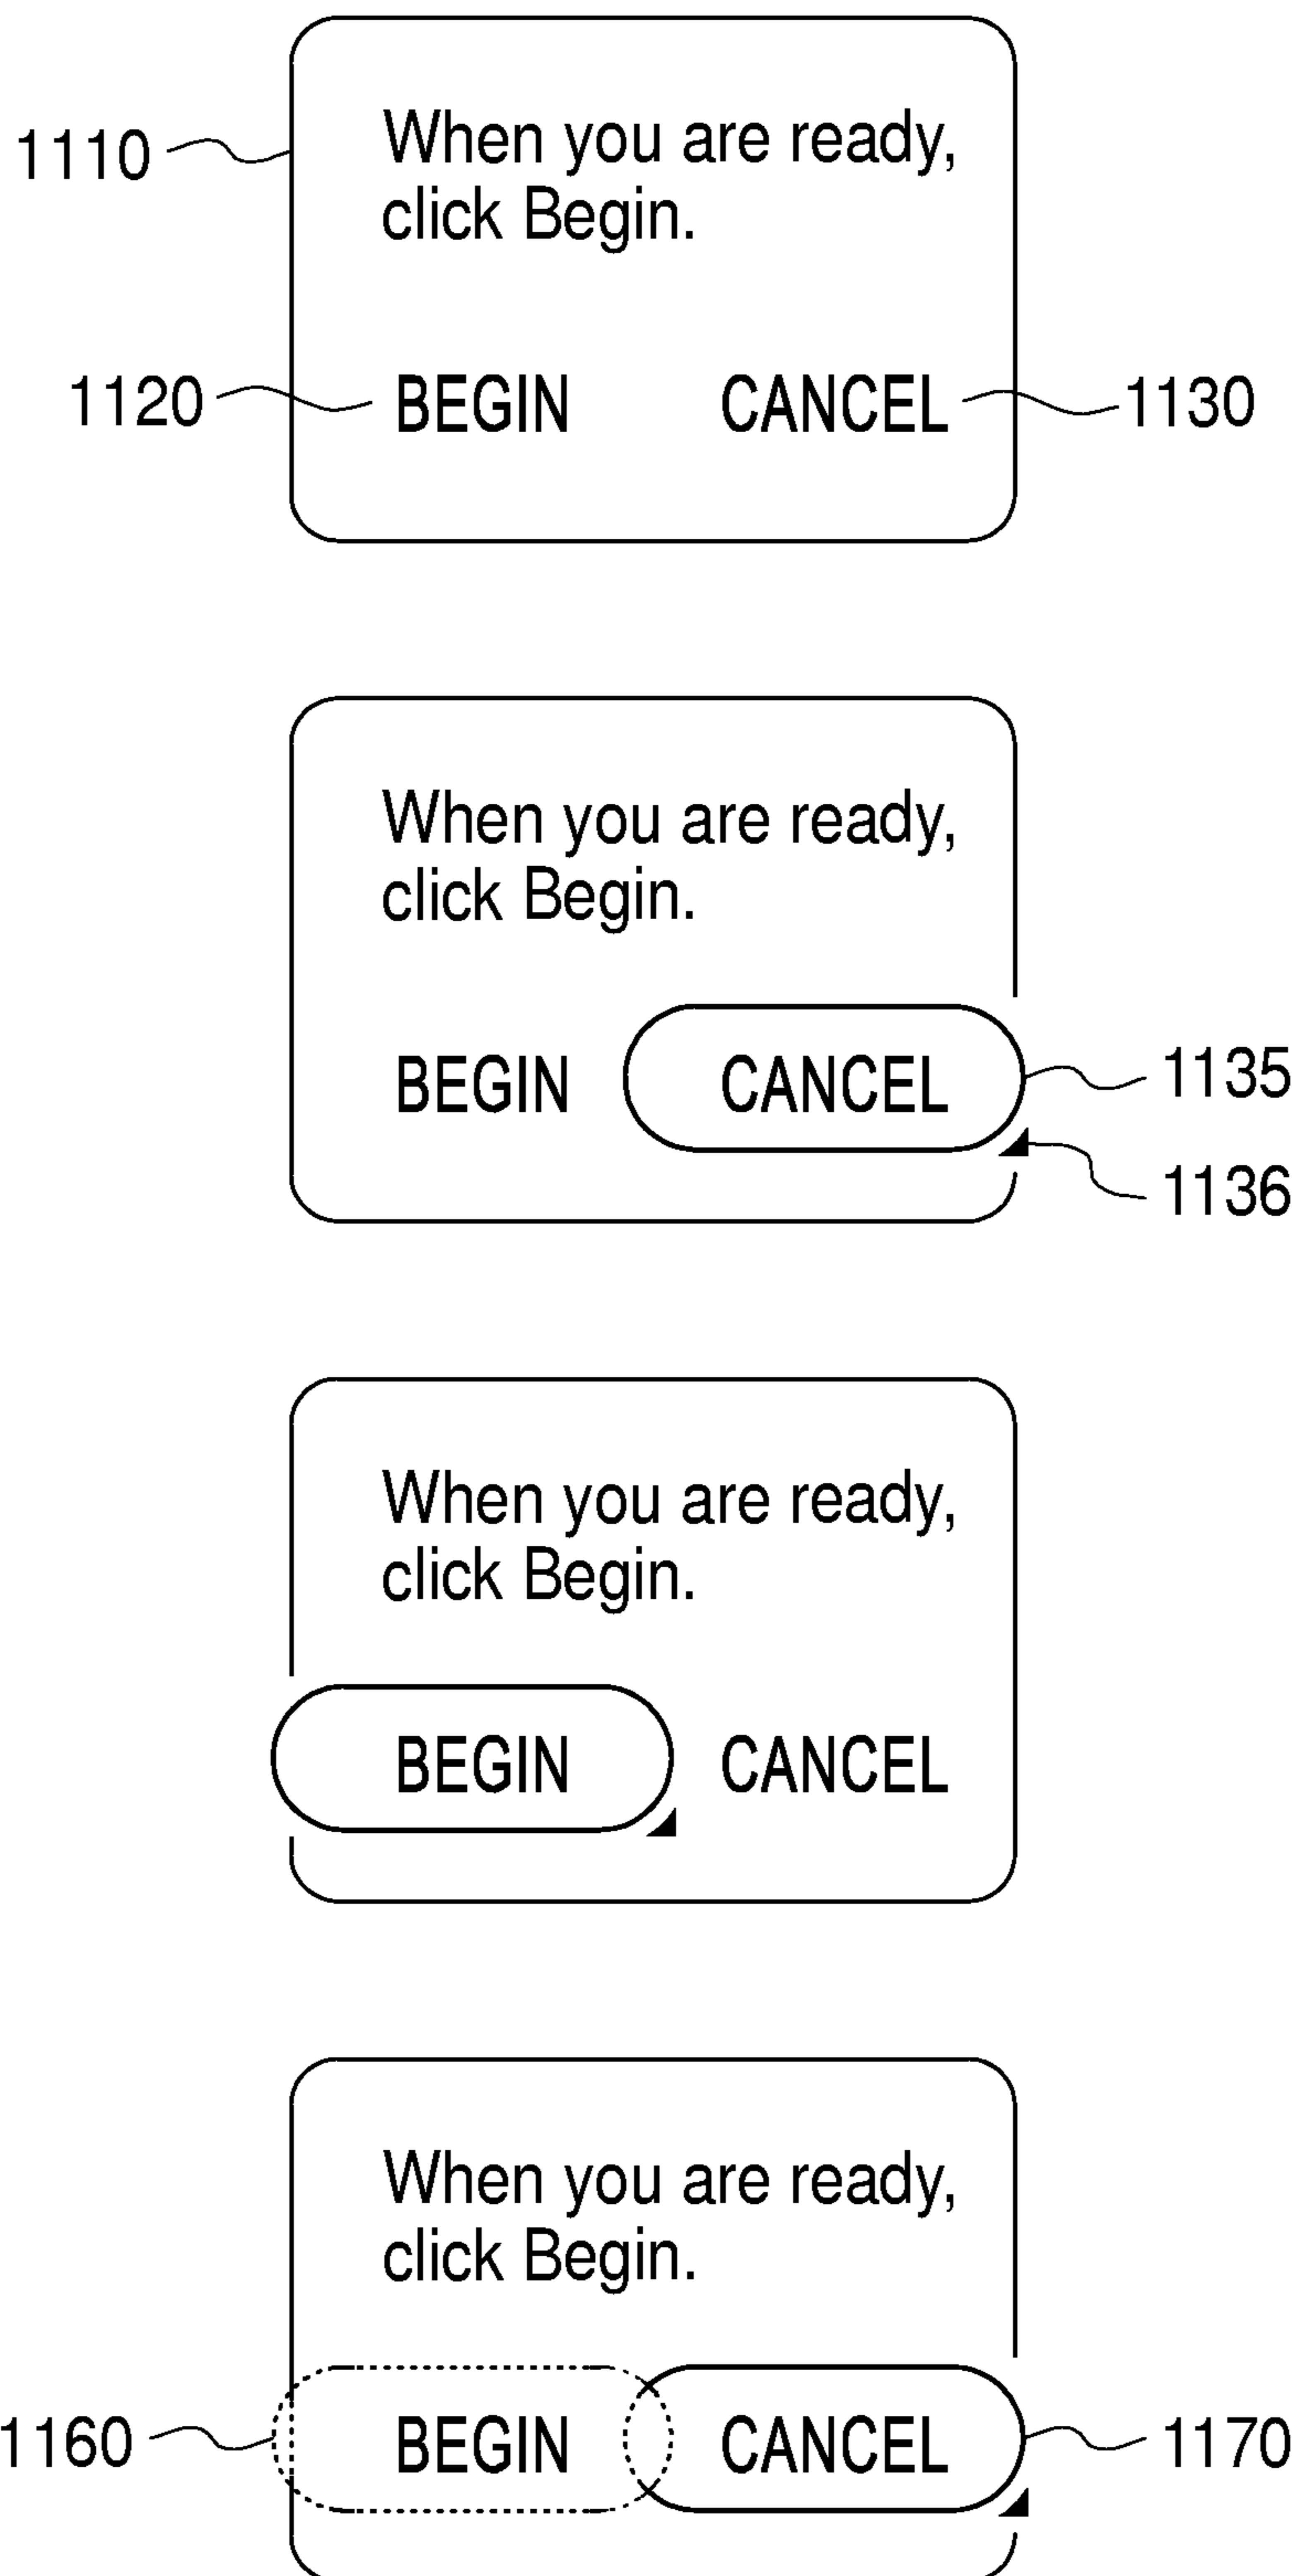 1110
When you are ready,
click Begin.
1120 BEGIN CANCEL 1130
When you are ready,
click Begin.
BEGIN CANCEL 1135
1136
When you are ready,
click Begin.
BEGIN CANCEL
When you are ready,
click Begin.
1160 BEGIN CANCEL 1170